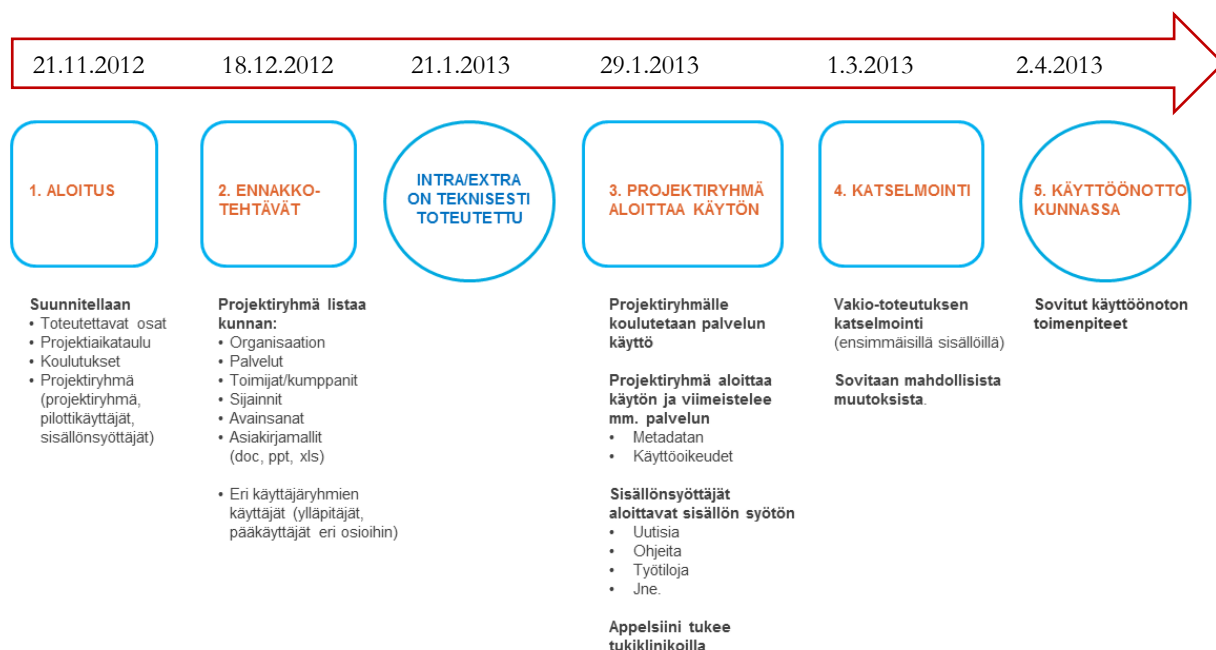 21.11.2012
18.12.2012
21.1.2013
29.1.2013
1.3.2013
2.4.2013
1. ALOITUS
2. ENNAKKO-
TEHTÄVÄT
INTRA/EXTRA
ON TEKNISESTI
TOTEUTETTU
3. PROJEKTIRYHMÄ
ALOITTAA KÄYTÖN
4. KATSELMOINTI
5. KÄYTTÖÖNOTTO
KUNNASSA
Suunnitellaan
• Toteutettavat osat
• Projektiaikataulu
• Koulutukset
• Projektiryhmä
(projektiryhmä,
pilottikäyttäjät,
sisällönsyöttäjät)
Projektiryhmä listaa
kunnan:
• Organisaation
• Palvelut
• Toimijat/kumppanit
• Sijainnit
• Avainsanat
• Asiakirjamallit
(doc, ppt, xls)
• Eri käyttäjäryhmien
käyttäjät (ylläpitäjät,
pääkäyttäjät eri osioihin)
Projektiryhmälle
koulutetaan palvelun
käyttö
Projektiryhmä aloittaa
käytön ja viimeistelee
mm. palvelun
• Metadatan
• Käyttöoikeudet
Sisällönsyöttäjät
aloittavat sisällön syötön
• Uutisia
• Ohjeita
• Työtiloja
• Jne.
Appelsiini tukee
tukiklinikoilla
Vakio-toteutuksen
katselmointi
(ensimmäisillä sisällöillä)
Sovitaan mahdollisista
muutoksista.
Sovitut käyttöönoton
toimenpiteet